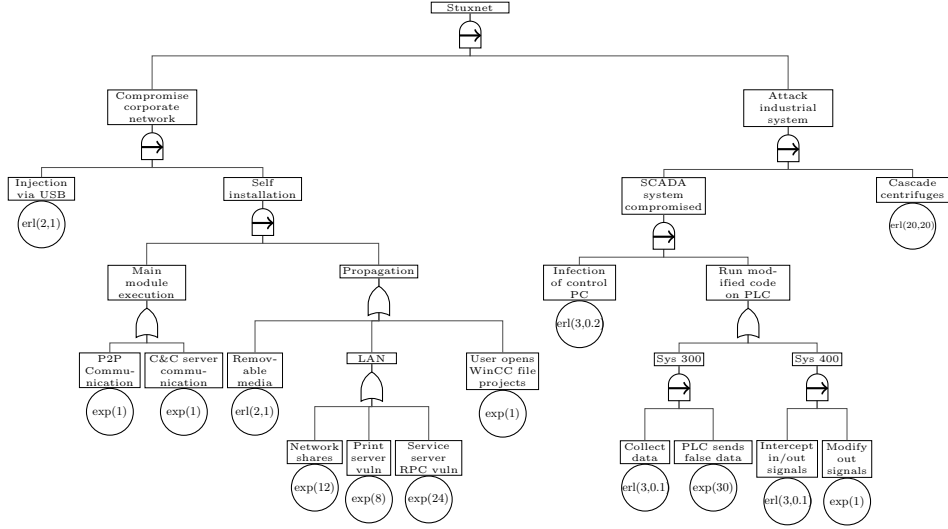 Stuxnet
Compromise
corporate
network
Attack
industrial
system
Injection
via USB
Self
installation
SCADA
system
compromised
Cascade
centrifuges
erl(2,1)
erl(20,20)
Main
module
execution
Propagation
Infection
of control
PC
Run mod-
ified code
on PLC
erl(3,0.2
P2P
Commu-
nication
C&C server
commu-
nication
Remov-
able
media
LAN
User opens
WinCC file
projects
Sys 300
Sys 400
exp(1)
exp(1)
erl(2,1)
exp(1)
Network
shares
Print
server
vuln
Service
server
RPC vuln
Collect
data
PLC sends
false data
Intercept
in/out
signals
Modify
out
signals
exp(12)
exp(8)
exp(24)
erl(3,0.1
exp(30)
erl(3,0.1
exp(1)